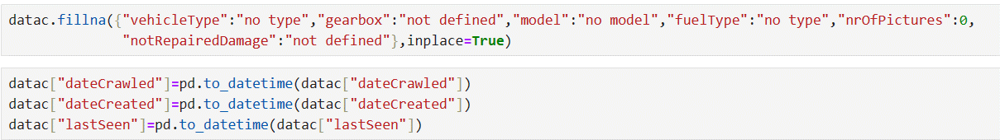 datac.fillna({"vehicleType":"no type","gearbox":"not defined","model":"no model","fuelType":"no type","nrOfPictures":0,
"notRepairedDamage":"not defined"},inplace=True)
datac["dateCrawled"]=pd.to_datetime(datac["dateCrawled"])
datac["dateCreated"]=pd.to_datetime(datac["dateCreated"])
datac["lastSeen"]=pd.to_datetime(datac["lastSeen"])